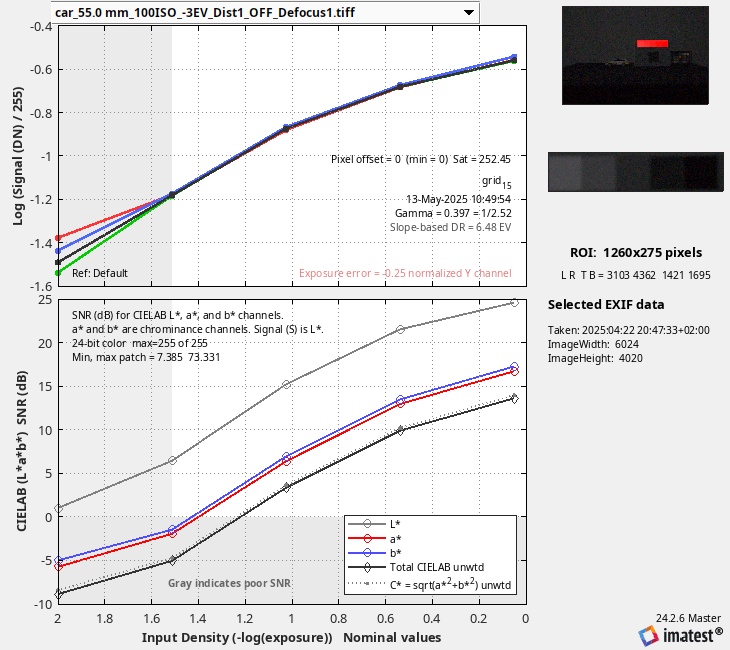 car_55.0 mm_100ISO_-3EV_Dist1_OFF_Defocus1.tiff
-0.4
-0.6
-0.8
-1
-1.2
-1.4
-1.6
Log (Signal (DN) / 255)
Pixel offset = 0 (min = 0) Sat = 252.45
grid15
13-May-2025 10:49:54
Gamma = 0.397 = 1/2.52
Slope-based DR = 6.48 EV
Ref: Default
Exposure error = -0.25 normalized Y channel
25
20
15
10
5
0
-5
-10
CIELAB (L*a*b*) SNR (dB)
SNR (dB) for CIELAB L*, a*, and b* channels.
a* and b* are chrominance channels. Signal (S) is L*.
24-bit color max=255 of 255
Min, max patch = 7.385 73.331
L*
a*
b*
Total CIELAB unwtd
C* = sqrt(a*2+b*2) unwtd
Gray indicates poor SNR
2 1.8 1.6 1.4 1.2 1 0.8 0.6 0.4 0.2 0
Input Density (-log(exposure)) Nominal values
ROI: 1260x275 pixels
L R T B = 3103 4362 1421 1695
Selected EXIF data
Taken: 2025:04:22 20:47:33+02:00
ImageWidth: 6024
ImageHeight: 4020
24.2.6 Master
imatest®